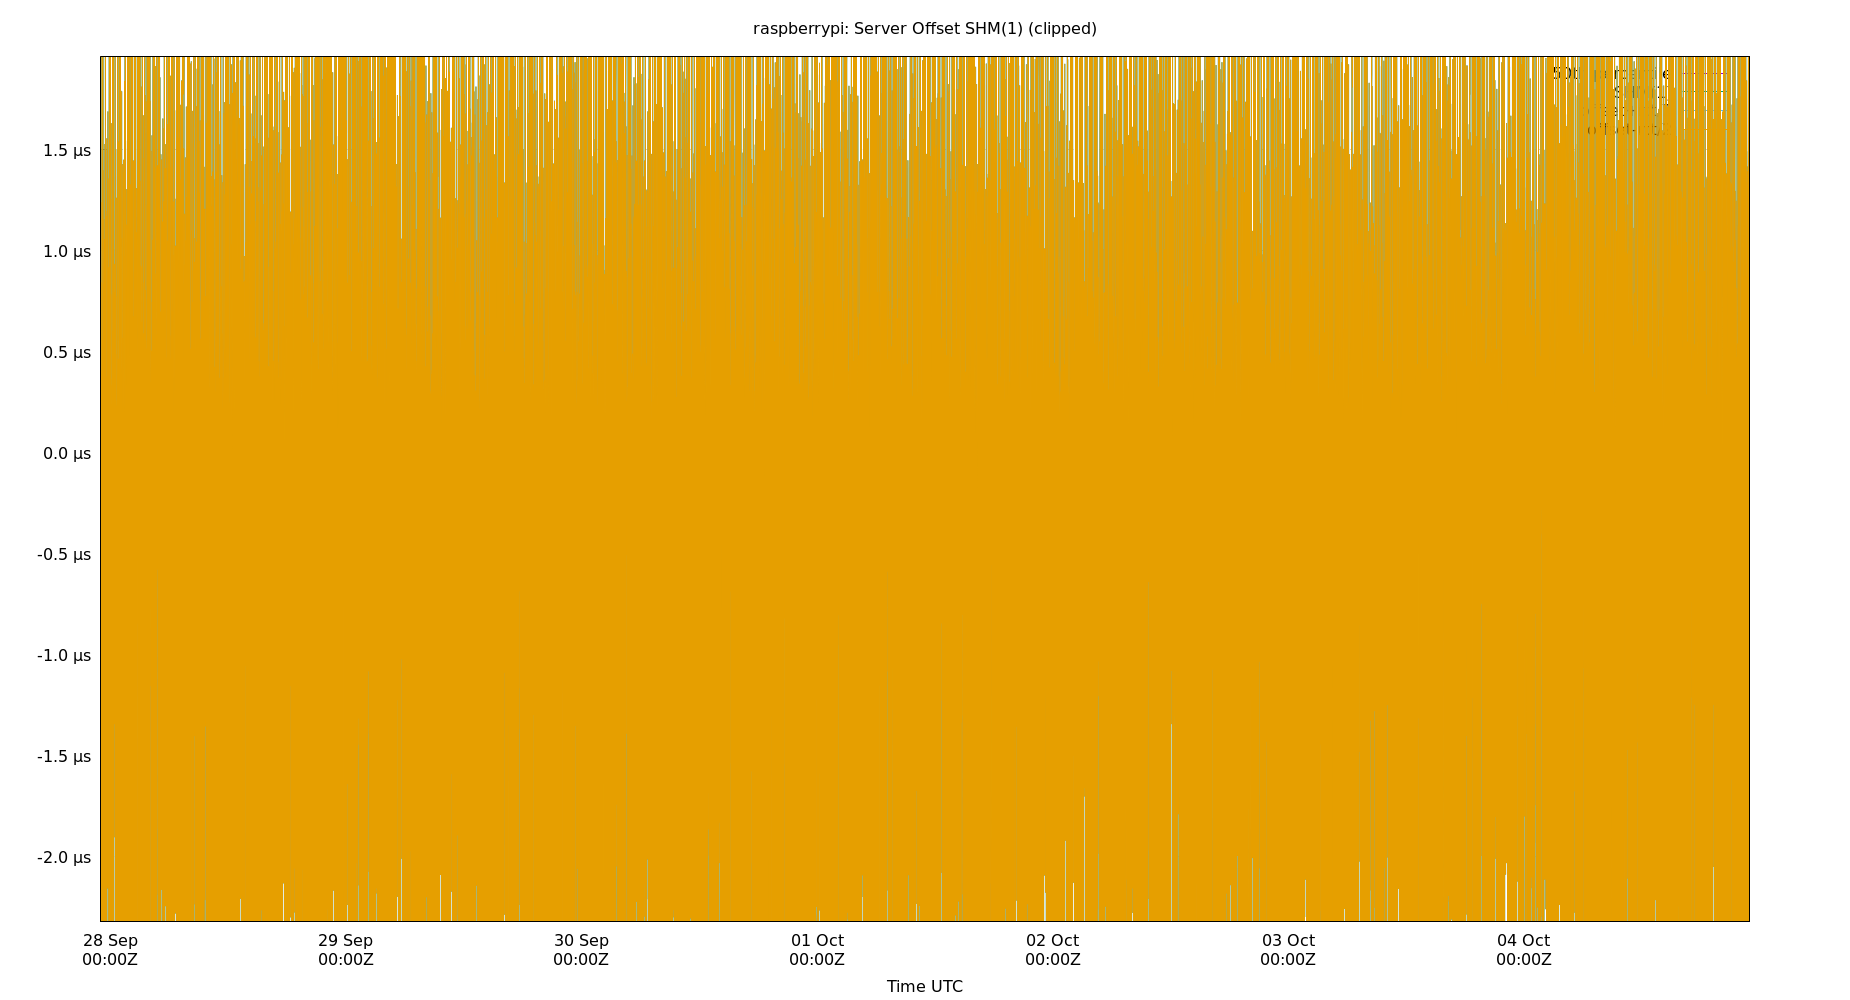 raspberrypi: Server Offset SHM(1) (clipped)
1.5 µs
1.0 µs
0.5 µs
0.0 µs
-0.5 µs
-1.0 µs
-1.5 µs
-2.0 µs
28 Sep 29 Sep 30 Sep 01 Oct 02 Oct 03 Oct 04 Oct
00:00Z 00:00Z 00:00Z 00:00Z 00:00Z 00:00Z 00:00Z
Time UTC